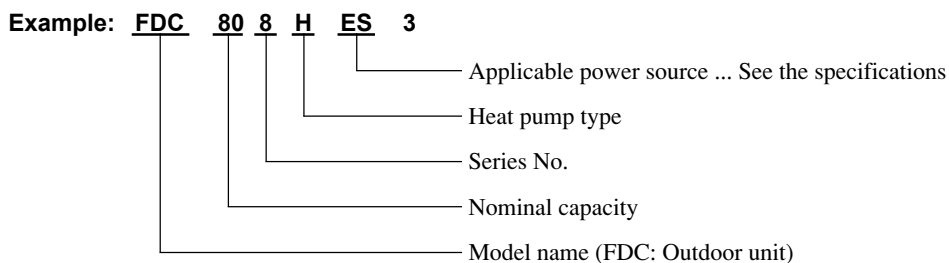 Example: FDC 80 8 H ES 3
Applicable power source ... See the specifications
Heat pump type
Series No.
Nominal capacity
Model name (FDC: Outdoor unit)